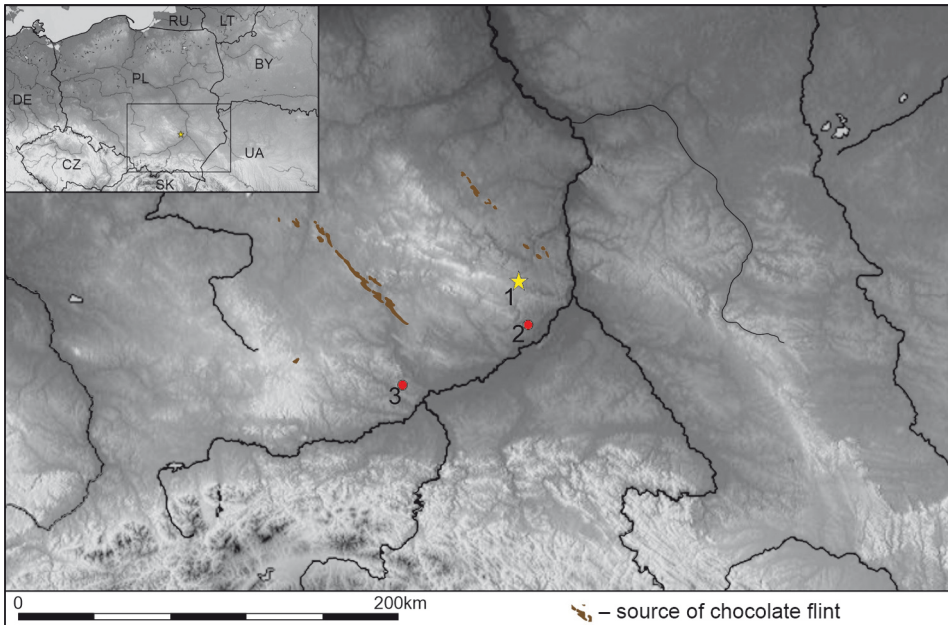 RU
LT
BY
PL
DE
UA
CZ
SK
1
2
3
0
200km
– source of chocolate flint